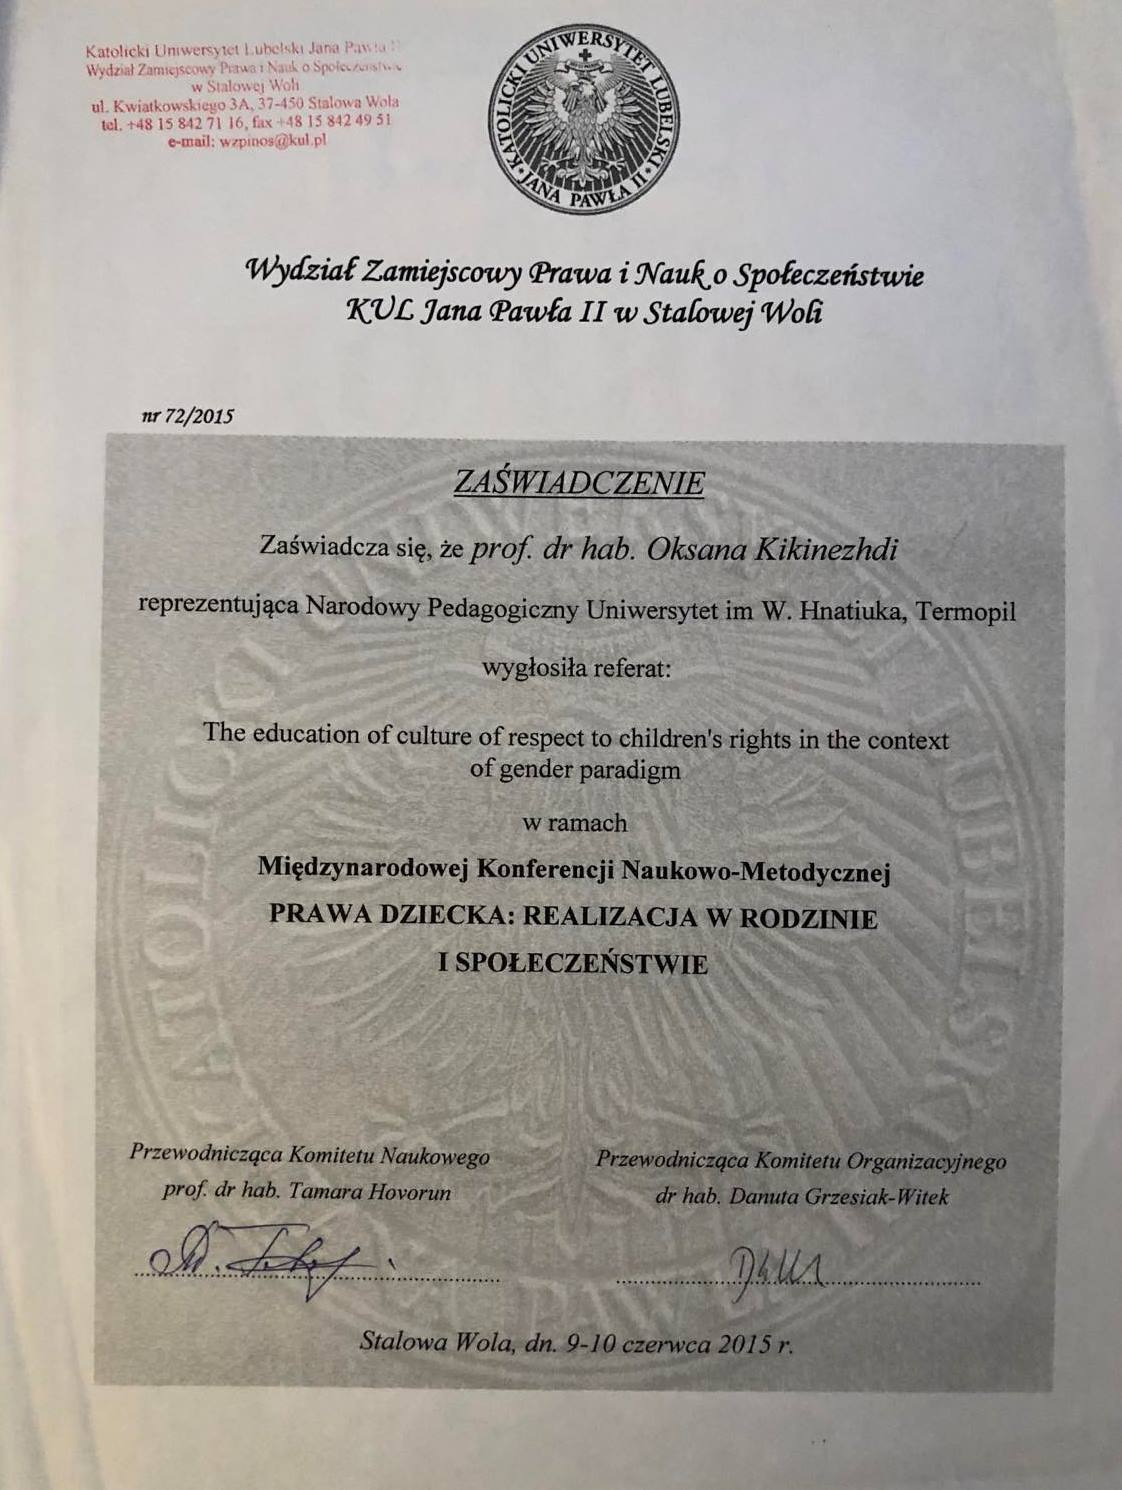 Katolicki Uniwersytet Lubelski Jana Pawła II
Wydział Zamiejscowy Prawa i Nauk o Społeczeństwie
w Stalowej Woli
ul. Kwiatkowskiego 3A, 37-450 Stalowa Wola
tel. +48 15 842 71 16, fax +48 15 842 49 51
e-mail: wzpinos@kul.pl
KATOLICKI UNIWERSYTET LUBELSKI
JANA PAWŁA II
Wydział Zamiejscowy Prawa i Nauk o Społeczeństwie
KUL Jana Pawła II w Stalowej Woli
nr 72/2015
ZAŚWIADCZENIE
Zaświadcza się, że prof. dr hab. Oksana Kikinezhdi
reprezentująca Narodowy Pedagogiczny Uniwersytet im W. Hnatiuka, Termopil
wygłosiła referat:
The education of culture of respect to children's rights in the context
of gender paradigm
w ramach
Międzynarodowej Konferencji Naukowo-Metodycznej
PRAWA DZIECKA: REALIZACJA W RODZINIE
I SPOŁECZEŃSTWIE
Przewodnicząca Komitetu Naukowego
prof. dr hab. Tamara Hovorun
Przewodnicząca Komitetu Organizacyjnego
dr hab. Danuta Grzesiak-Witek
Stalowa Wola, dn. 9-10 czerwca 2015 r.